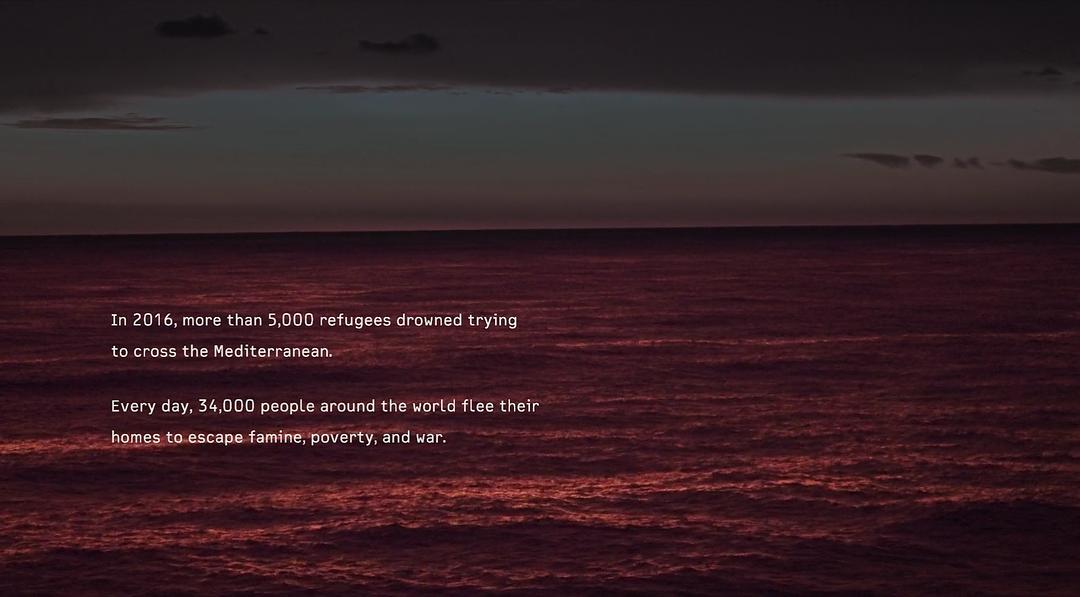 In 2016, more than 5,000 refugees drowned trying
to cross the Mediterranean.
Every day, 34,000 people around the world flee their
homes to escape famine, poverty, and war.